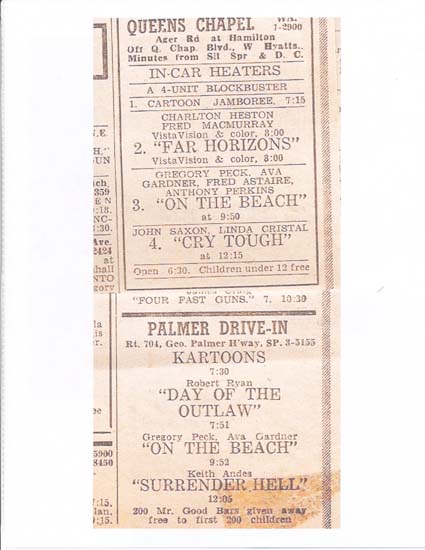 QUEENS CHAPEL WA. 1-2900
Ager Rd at Hamilton
Off Q. Chap. Blvd., W Hyatts..
Minutes from Sil Spr & D. C.
IN-CAR HEATERS
A 4-UNIT BLOCKBUSTER
1. CARTOON JAMBOREE, 7:15
CHARLTON HESTON
FRED MACMURRAY
VistaVision & color, 8:00
2. "FAR HORIZONS"
VistaVision & color, 8:00
GREGORY PECK, AVA
GARDNER, FRED ASTAIRE,
ANTHONY PERKINS
3. "ON THE BEACH"
at 9:50
JOHN SAXON, LINDA CRISTAL
4. "CRY TOUGH"
at 12:15
Open 6:30. Children under 12 free
"FOUR FAST GUNS," 7, 10:30
PALMER DRIVE-IN
Rt. 704, Geo. Palmer H'way. SP. 3-5155
KARTOONS
7:30
Robert Ryan
"DAY OF THE
OUTLAW"
7:51
Gregory Peck, Ava Gardner
"ON THE BEACH"
9:52
Keith Andes
"SURRENDER HELL"
12:05
200 Mr. Good Bars given away
free to first 200 children